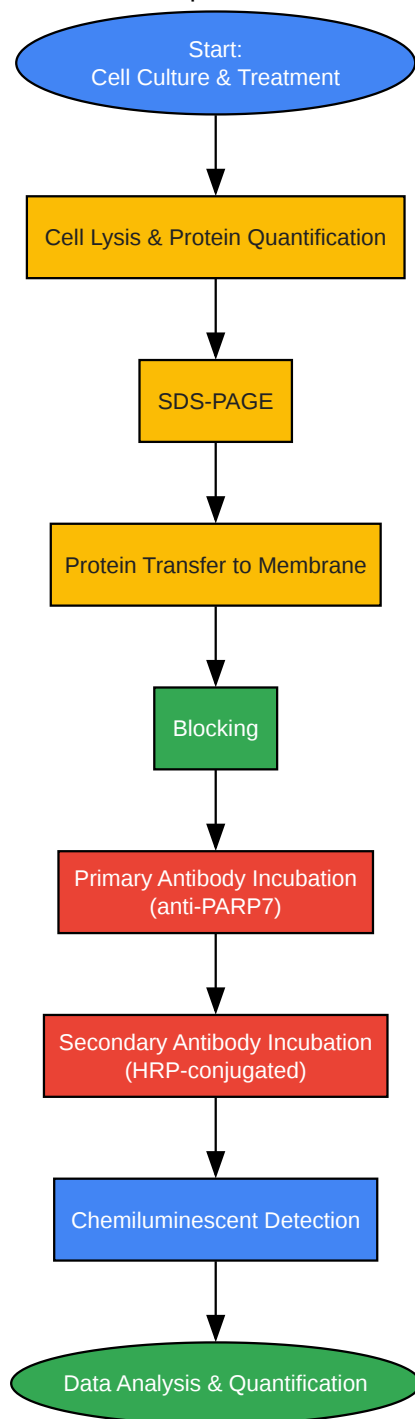 Start:
Cell Culture & Treatment
Cell Lysis & Protein Quantification
SDS-PAGE
Protein Transfer to Membrane
Blocking
Primary Antibody Incubation
(anti-PARP7)
Secondary Antibody Incubation
(HRP-conjugated)
Chemiluminescent Detection
Data Analysis & Quantification